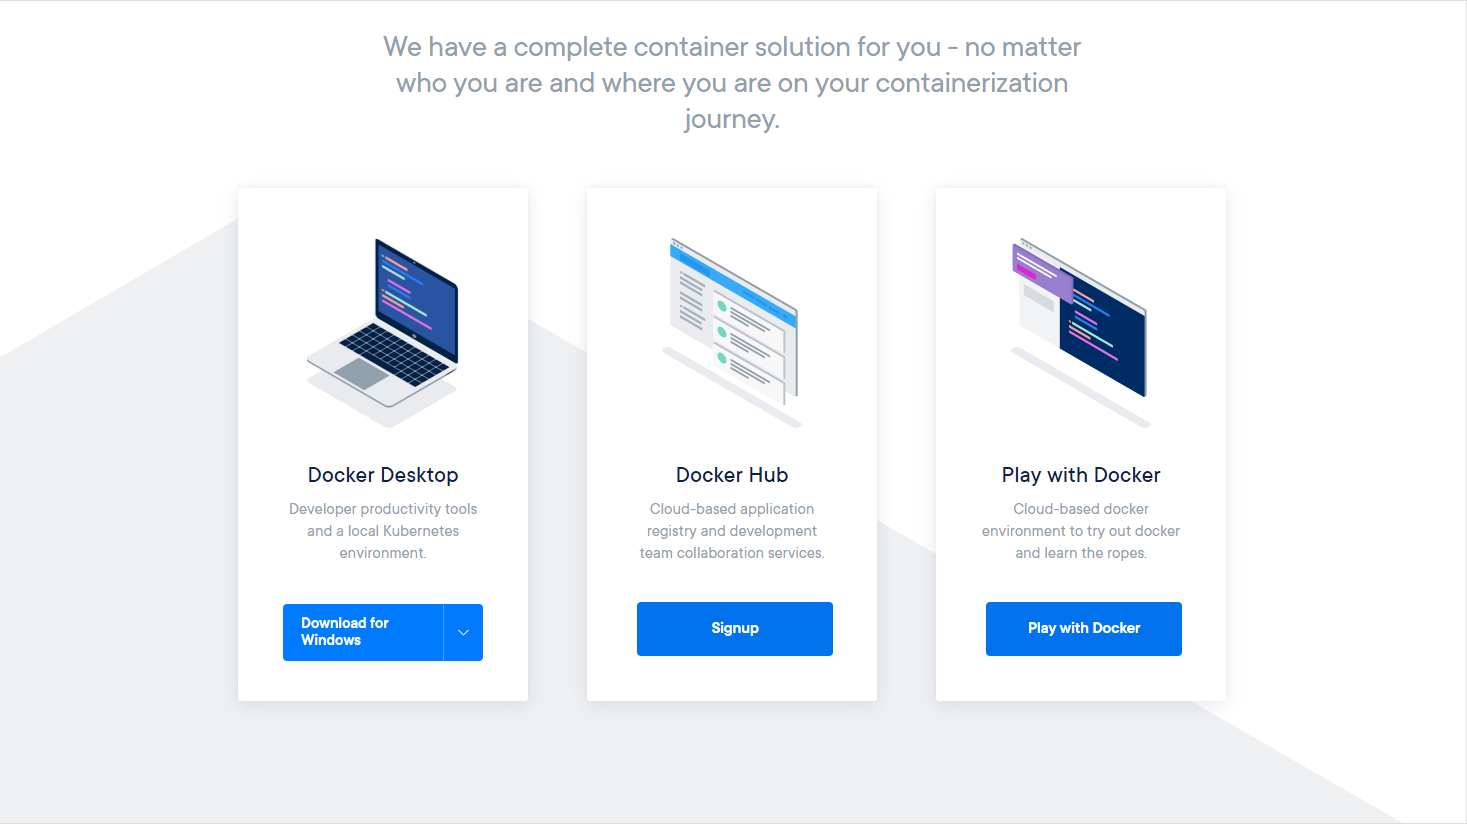 We have a complete container solution for you - no matter
who you are and where you are on your containerization
journey.
Docker Desktop
Developer productivity tools
and a local Kubernetes
environment.
Download for
Windows
Docker Hub
Cloud-based application
registry and development
team collaboration services.
Signup
Play with Docker
Cloud-based docker
environment to try out docker
and learn the ropes.
Play with Docker